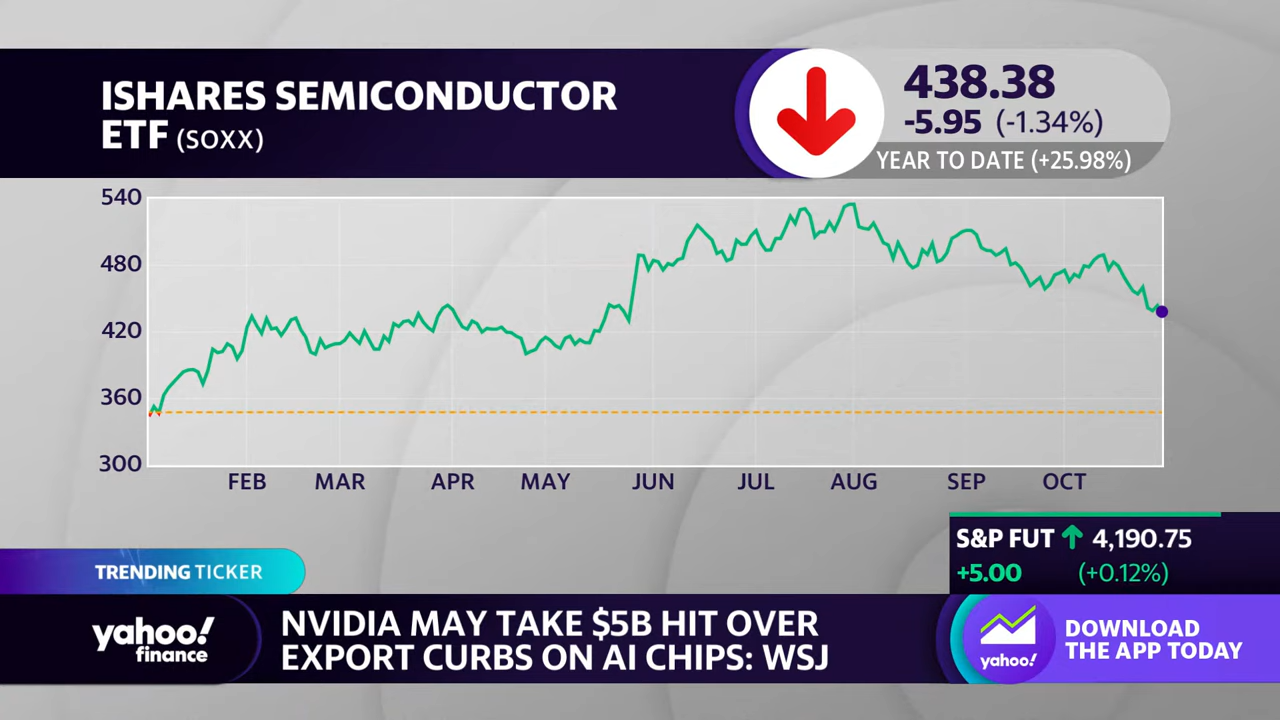 ISHARES SEMICONDUCTOR
ETF (SOXX)
438.38
-5.95 (-1.34%)
YEAR TO DATE (+25.98%)
540
480
420
360
300
FEB MAR APR MAY JUN JUL AUG SEP OCT
S&P FUT 4,190.75
+5.00 (+0.12%)
TRENDING TICKER
yahoo!
finance
NVIDIA MAY TAKE $5B HIT OVER
EXPORT CURBS ON AI CHIPS: WSJ
yahoo!
DOWNLOAD
THE APP TODAY